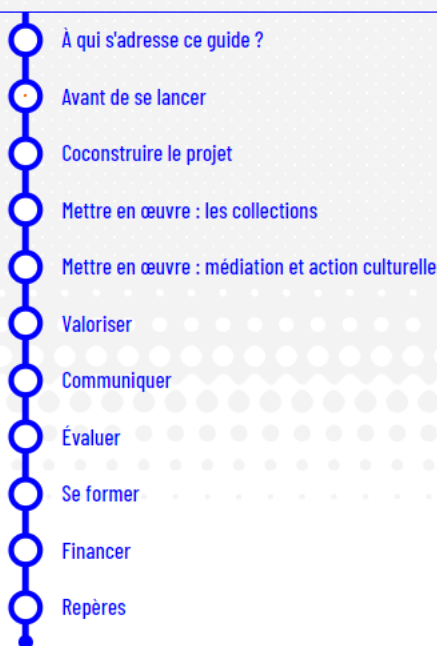 À qui s'adresse ce guide ?
Avant de se lancer
Coconstruire le projet
Mettre en œuvre : les collections
Mettre en œuvre : médiation et action culturelle
Valoriser
Communiquer
Évaluer
Se former
Financer
Repères